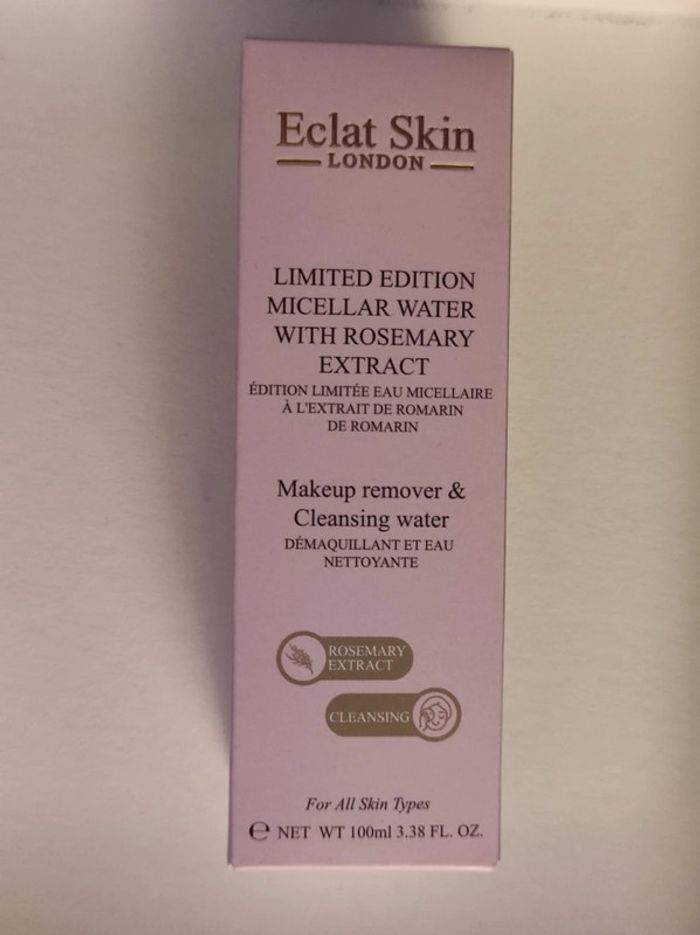 Eclat Skin
LONDON
LIMITED EDITION
MICELLAR WATER
WITH ROSEMARY
EXTRACT
ÉDITION LIMITÉE EAU MICELLAIRE
À L'EXTRAIT DE ROMARIN
DE ROMARIN
Makeup remover &
Cleansing water
DÉMAQUILLANT ET EAU
NETTOYANTE
ROSEMARY
EXTRACT
CLEANSING
For All Skin Types
℮ NET WT 100ml 3.38 FL. OZ.